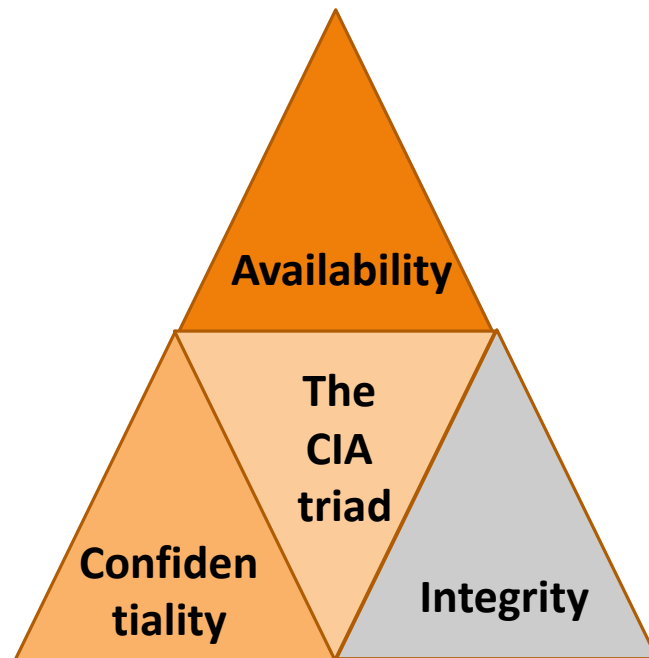 Availability
The
CIA
triad
Confiden
tiality
Integrity